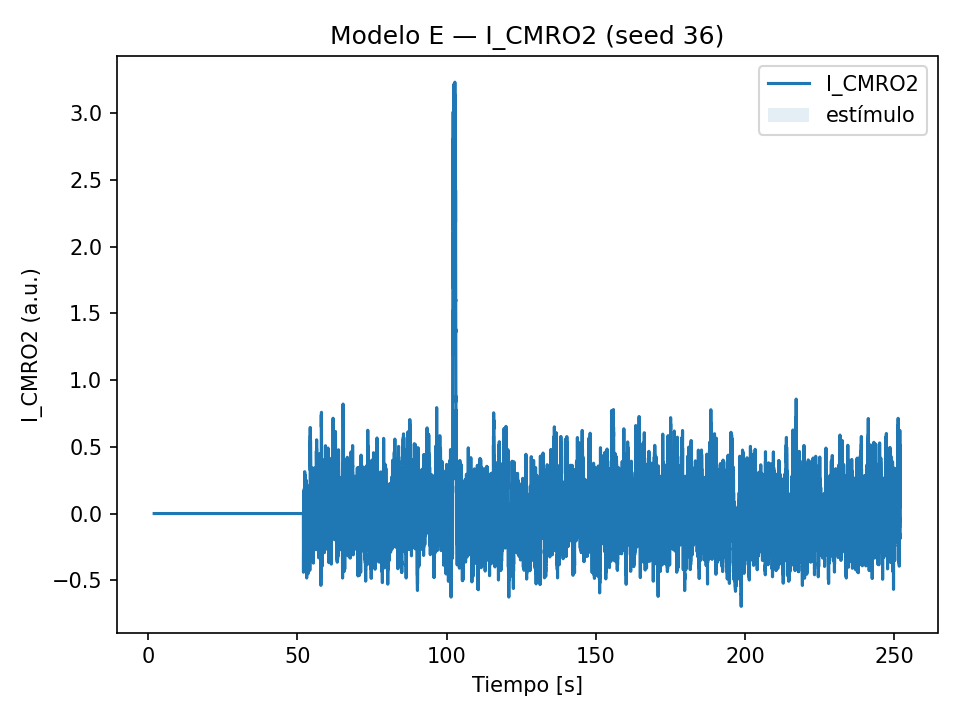 Modelo E — I_CMRO2 (seed 36)
I_CMRO2
estímulo
I_CMRO2 (a.u.)
3.0
2.5
2.0
1.5
1.0
0.5
0.0
−0.5
0 50 100 150 200 250
Tiempo [s]